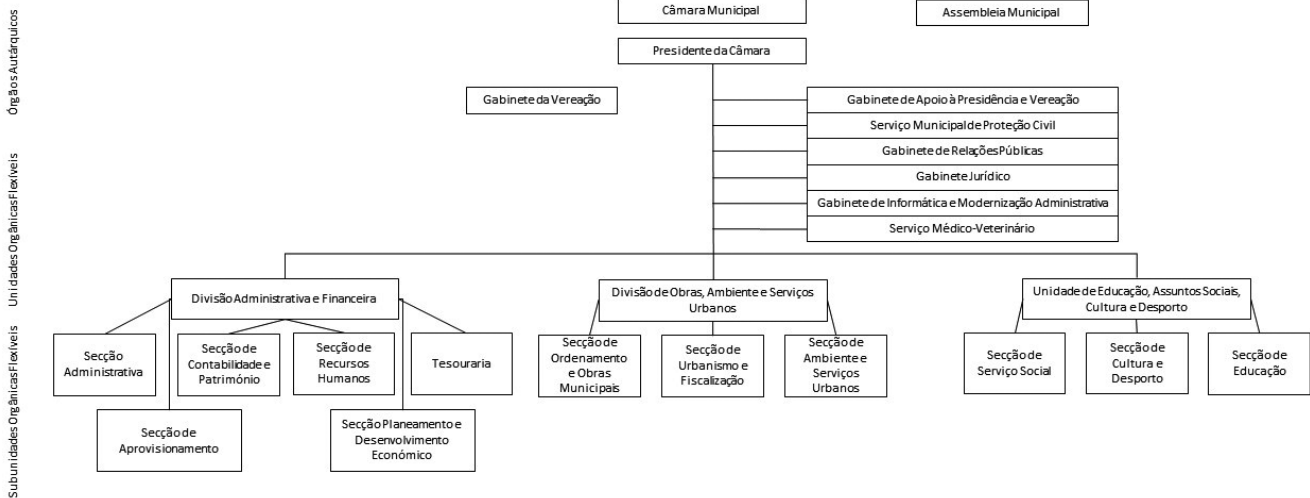 Órgãos Autárquicos
Câmara Municipal
Assembleia Municipal
Presidente da Câmara
Gabinete da Vereação
Gabinete de Apoio à Presidência e Vereação
Serviço Municipal de Proteção Civil
Gabinete de Relações Públicas
Gabinete Jurídico
Gabinete de Informática e Modernização Administrativa
Serviço Médico-Veterinário
Unidades Orgânicas Flexíveis
Divisão Administrativa e Financeira
Divisão de Obras, Ambiente e Serviços
Urbanos
Unidade de Educação, Assuntos Sociais,
Cultura e Desporto
Subunidades Orgânicas Flexíveis
Secção
Administrativa
Secção de
Contabilidade e
Património
Secção de
Recursos
Humanos
Tesouraria
Secção de
Ordenamento
e Obras
Municipais
Secção de
Urbanismo e
Fiscalização
Secção de
Ambiente e
Serviços
Urbanos
Secção de
Serviço Social
Secção de
Cultura e
Desporto
Secção de
Educação
Secção de
Aprovisionamento
Secção Planeamento e
Desenvolvimento
Económico